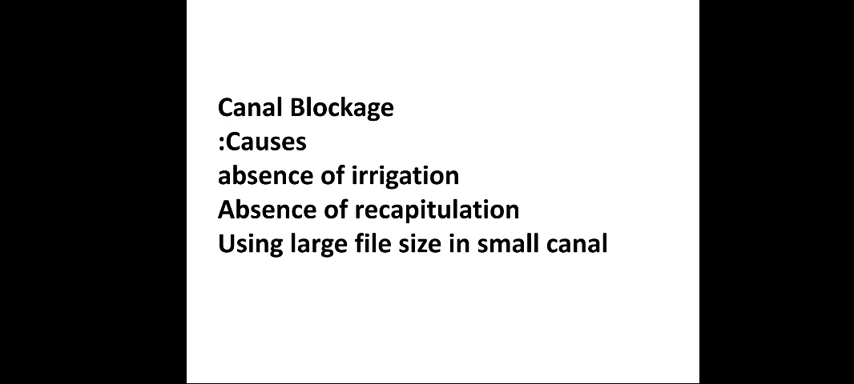 Canal Blockage
:Causes
absence of irrigation
Absence of recapitulation
Using large file size in small canal